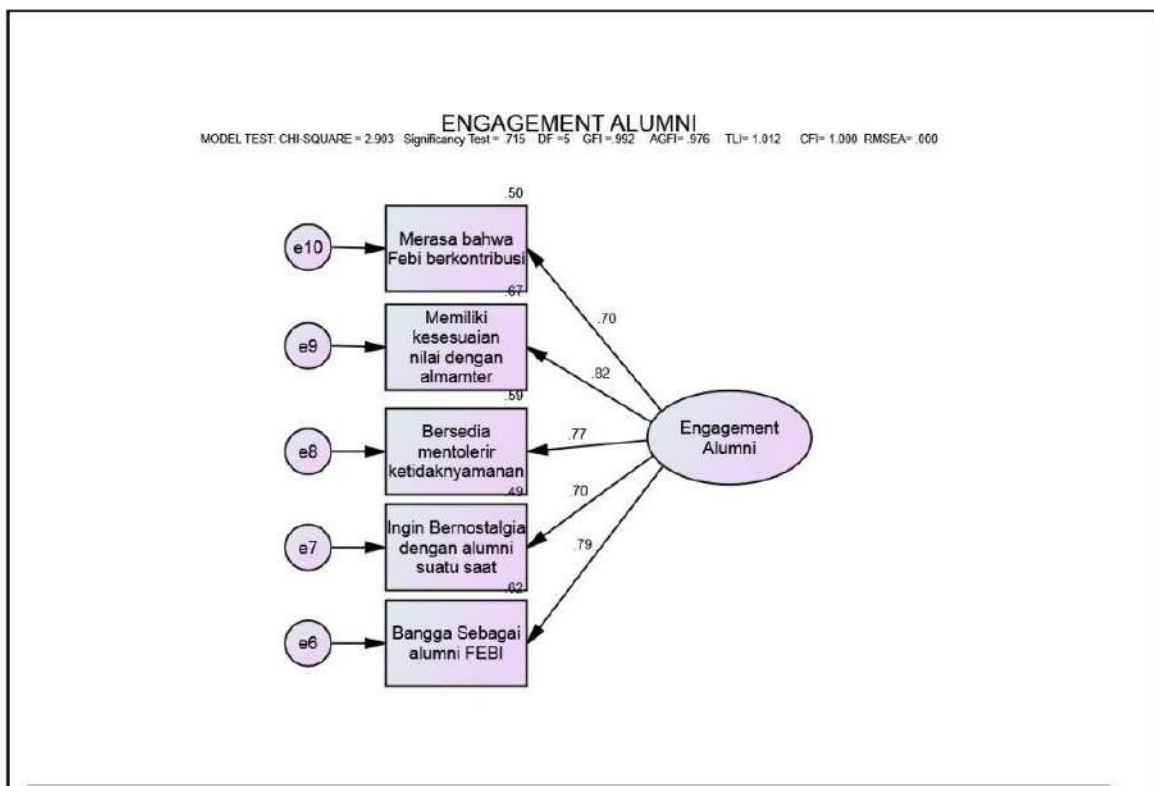 ENGAGEMENT ALUMNI
MODEL TEST: CHI-SQUARE = 2.903 Significancy Test = .715 DF =5 GFI =.992 AGFI= .976 TLI= 1.012 CFI= 1.000 RMSEA= .000
.50
e10
Merasa bahwa
Febi berkontribusi
.70
.67
e9
Memiliki
kesesuaian
nilai dengan
almamter
.82
.59
e8
Bersedia
mentolerir
ketidaknyamanan
.77
Engagement
Alumni
.49
e7
Ingin Bernostalgia
dengan alumni
suatu saat
.70
.62
e6
Bangga Sebagai
alumni FEBI
.79